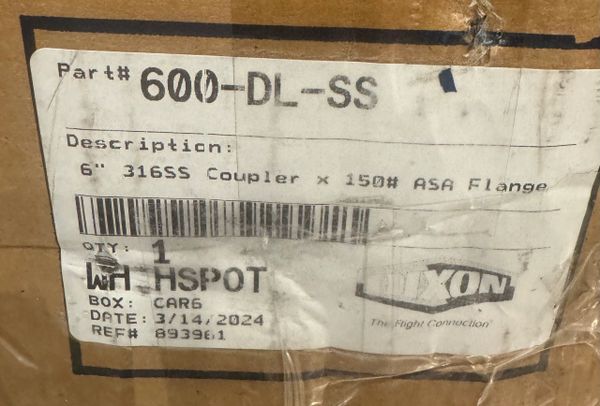 Part# 600-DL-SS
Description:
6" 316SS Coupler x 150# ASA Flange
QTY: 1
WH HSPOT
BOX: CAR6
DATE: 3/14/2024
REF# 893961
DIXON
The Right Connection